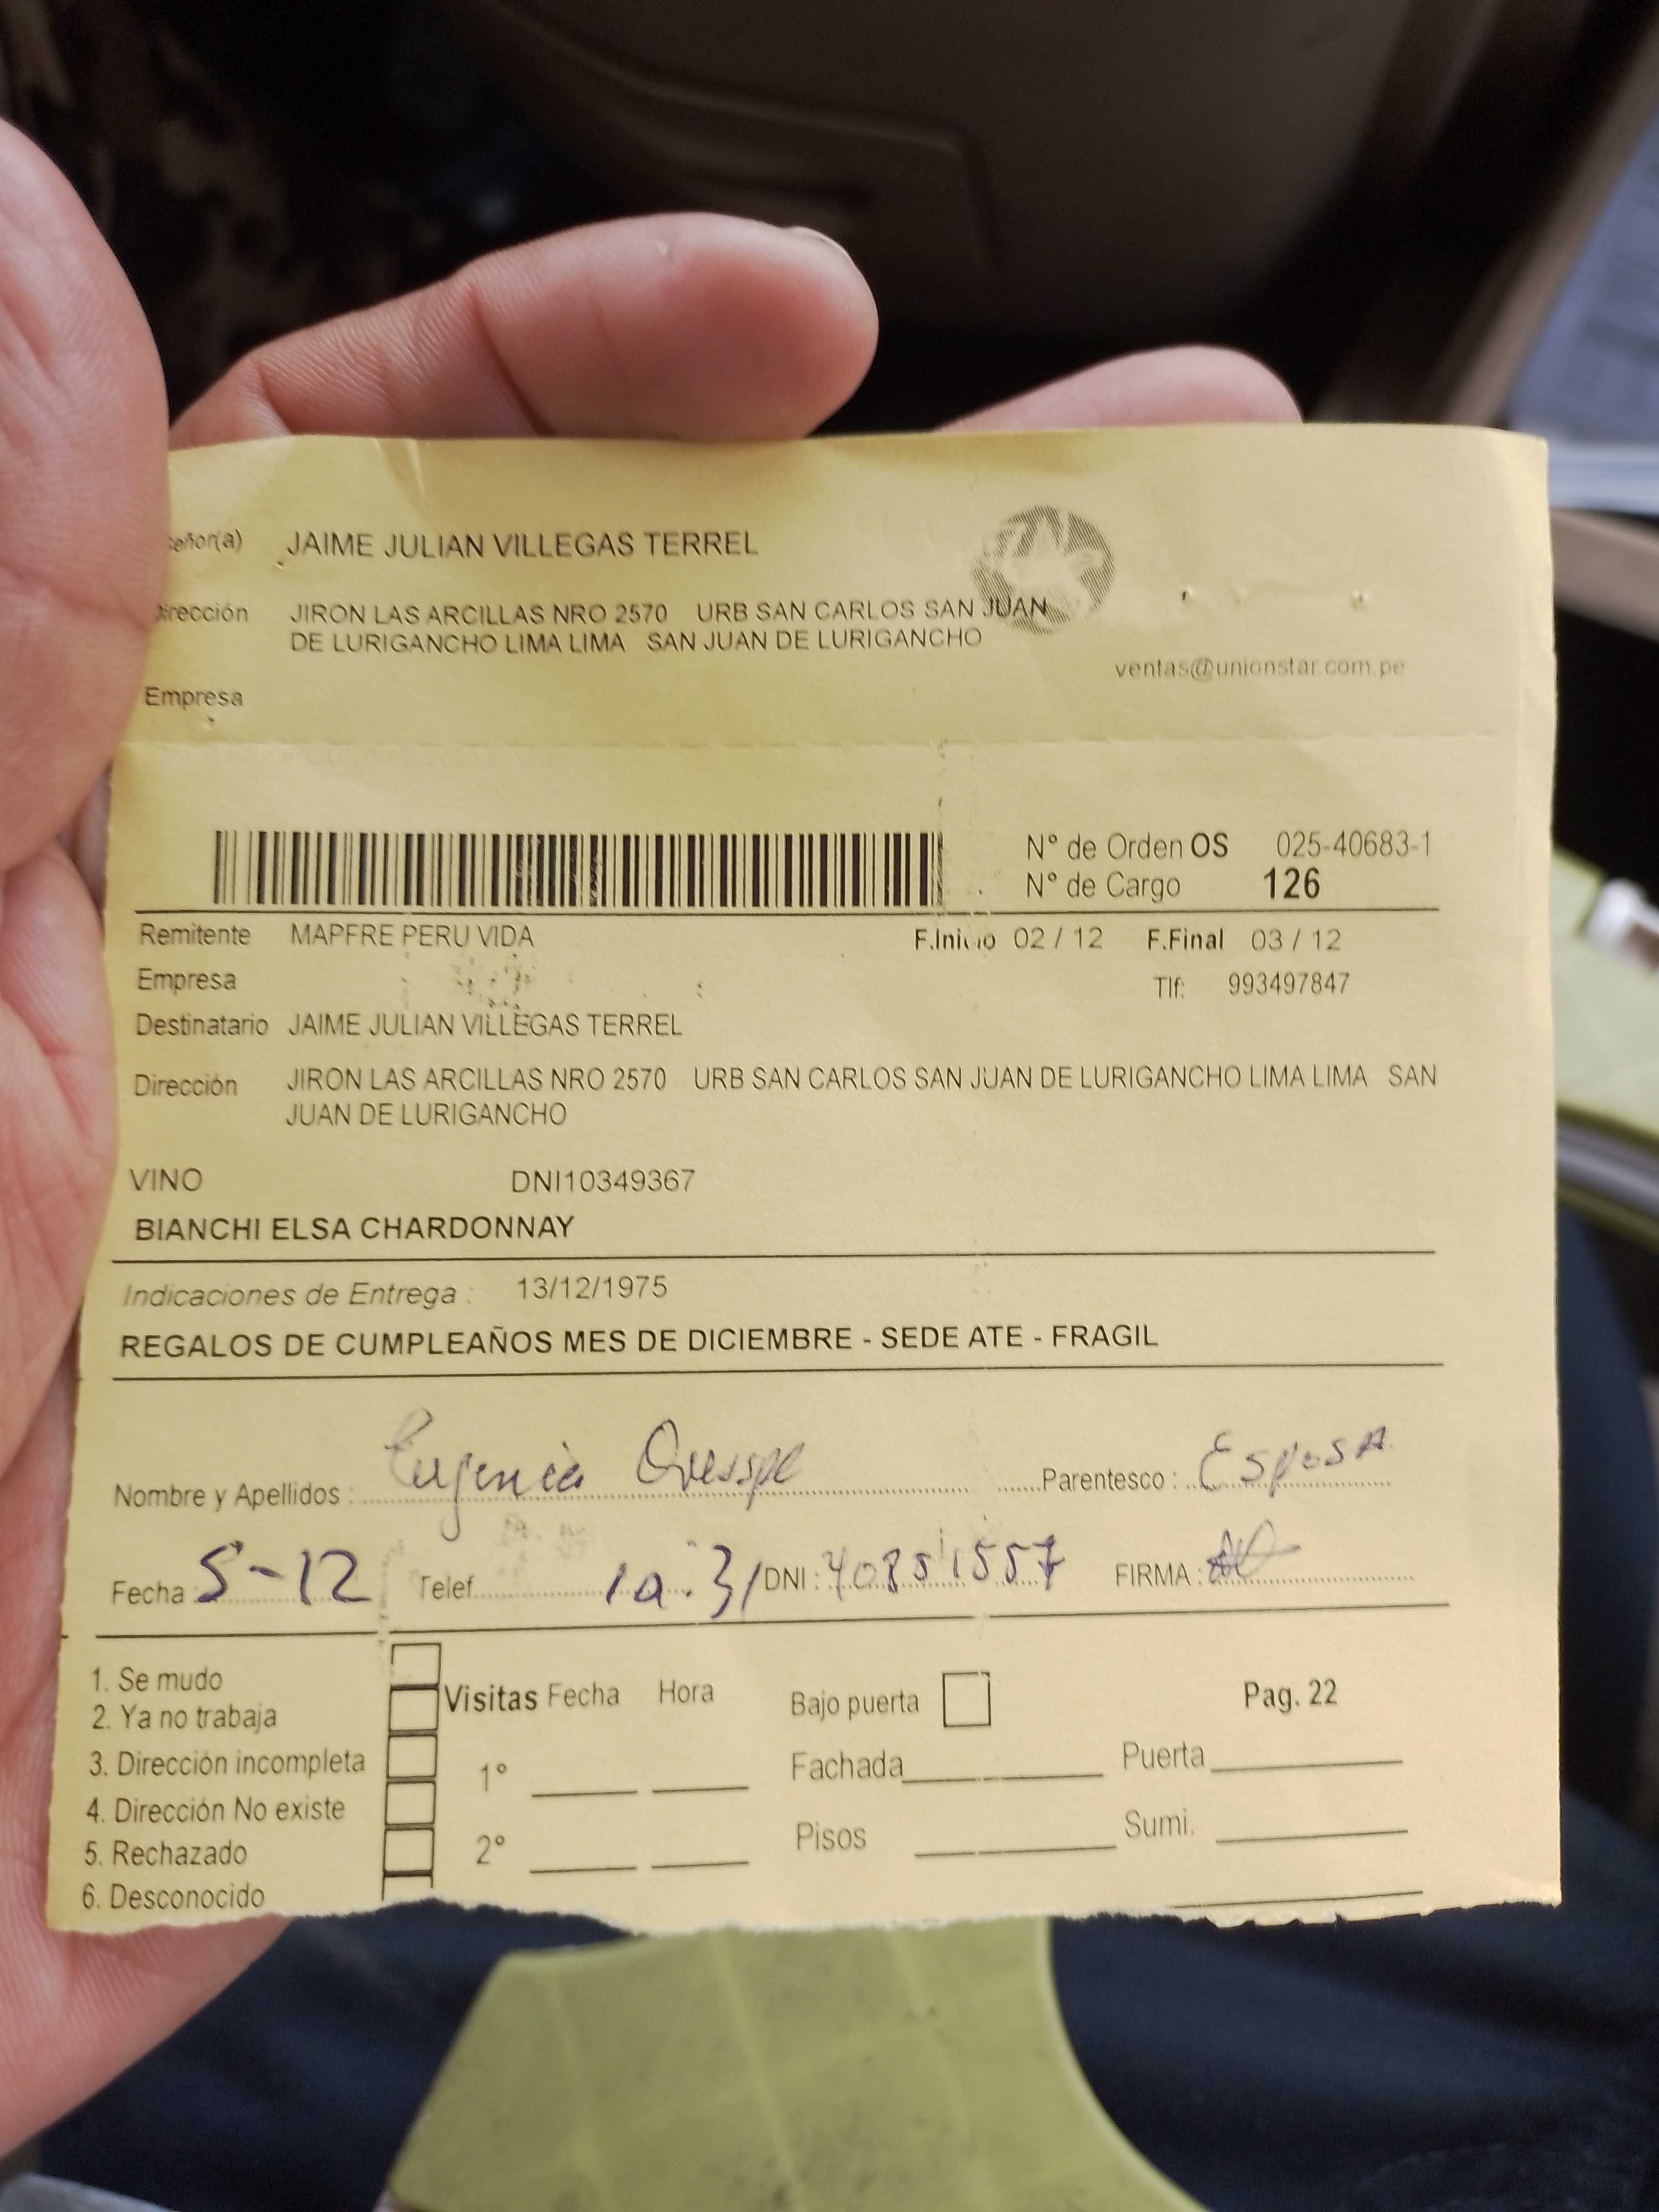 eñor(a) JAIME JULIAN VILLEGAS TERREL
irección JIRON LAS ARCILLAS NRO 2570 URB SAN CARLOS SAN JUAN
DE LURIGANCHO LIMA LIMA SAN JUAN DE LURIGANCHO
ventas@unionstar.com.pe
Empresa
N° de Orden OS 025-40683-1
N° de Cargo 126
Remitente MAPFRE PERU VIDA F.Inicio 02 / 12 F.Final 03 / 12
Empresa Tlf: 993497847
Destinatario JAIME JULIAN VILLEGAS TERREL
Dirección JIRON LAS ARCILLAS NRO 2570 URB SAN CARLOS SAN JUAN DE LURIGANCHO LIMA LIMA SAN
JUAN DE LURIGANCHO
VINO DNI10349367
BIANCHI ELSA CHARDONNAY
Indicaciones de Entrega : 13/12/1975
REGALOS DE CUMPLEAÑOS MES DE DICIEMBRE - SEDE ATE - FRAGIL
Nombre y Apellidos : Eugenia Parentesco : ESPOSA
Fecha 5-12 Telef. DNI : 40851557 FIRMA :
1. Se mudo
2. Ya no trabaja
3. Dirección incompleta
4. Dirección No existe
5. Rechazado
6. Desconocido
Visitas Fecha Hora
1°
2°
Bajo puerta Pag. 22
Fachada Puerta
Pisos Sumi.